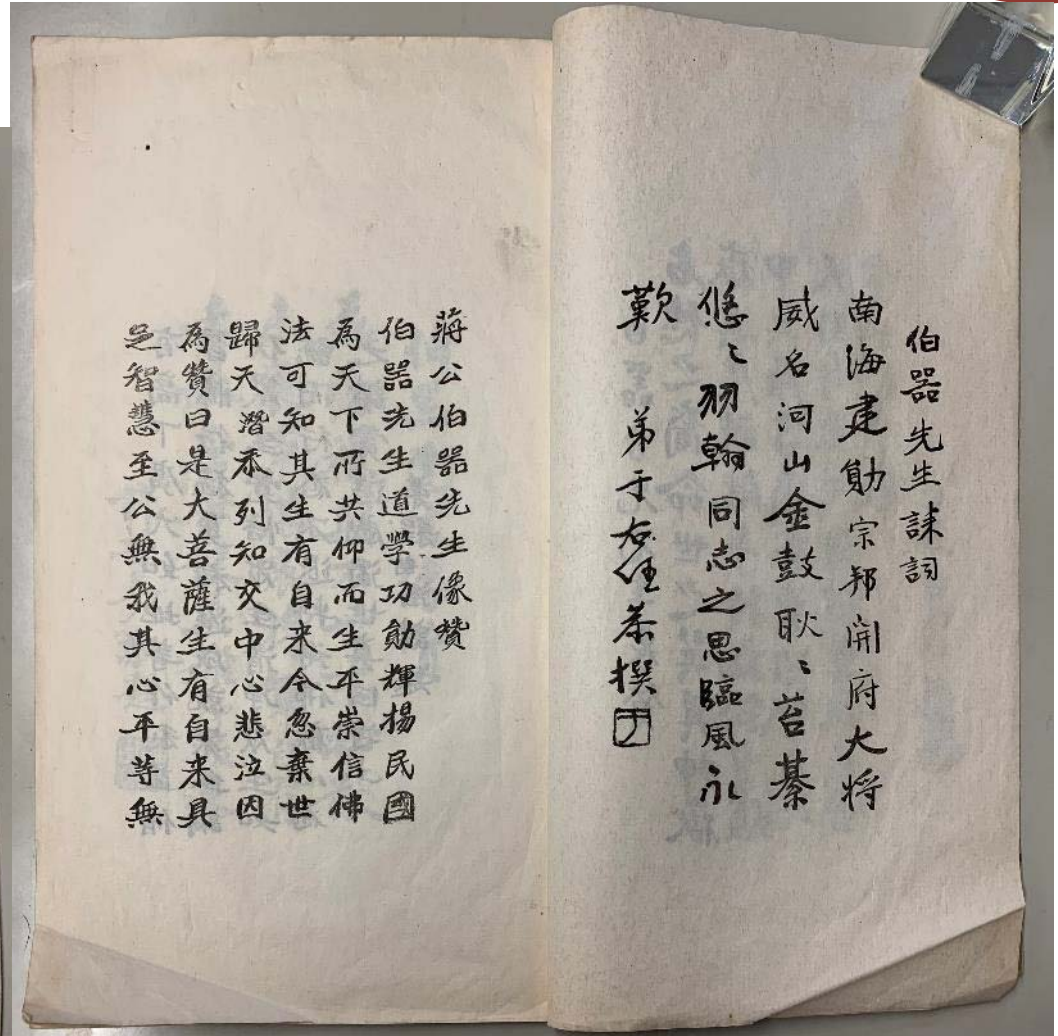 伯器先生誄詞
南海建勛宗邦開府大將
威名河山金鼓耿〻苔綦
悠〻羽翰同志之思臨風永
歎　弟于右任恭撰
蔣公伯器先生像贊
伯器先生道學功勛輝揚民國
為天下所共仰而生平崇信佛
法可知其生有自来今忽棄世
歸天潛忝列知交中心悲泣因
為贊曰是大菩薩生有自来具
足智慧至公無我其心平等無